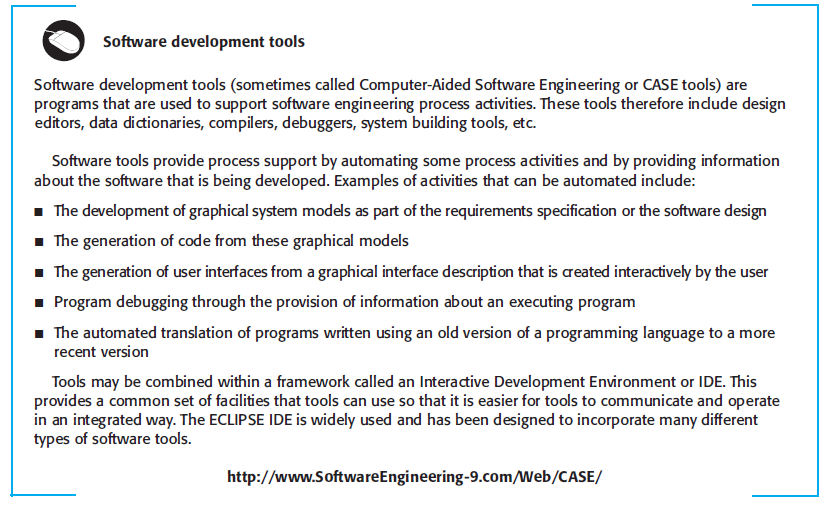 Software development tools
Software development tools (sometimes called Computer-Aided Software Engineering or CASE tools) are
programs that are used to support software engineering process activities. These tools therefore include design
editors, data dictionaries, compilers, debuggers, system building tools, etc.
Software tools provide process support by automating some process activities and by providing information
about the software that is being developed. Examples of activities that can be automated include:
■ The development of graphical system models as part of the requirements specification or the software design
■ The generation of code from these graphical models
■ The generation of user interfaces from a graphical interface description that is created interactively by the user
■ Program debugging through the provision of information about an executing program
■ The automated translation of programs written using an old version of a programming language to a more
recent version
Tools may be combined within a framework called an Interactive Development Environment or IDE. This
provides a common set of facilities that tools can use so that it is easier for tools to communicate and operate
in an integrated way. The ECLIPSE IDE is widely used and has been designed to incorporate many different
types of software tools.
http://www.SoftwareEngineering-9.com/Web/CASE/